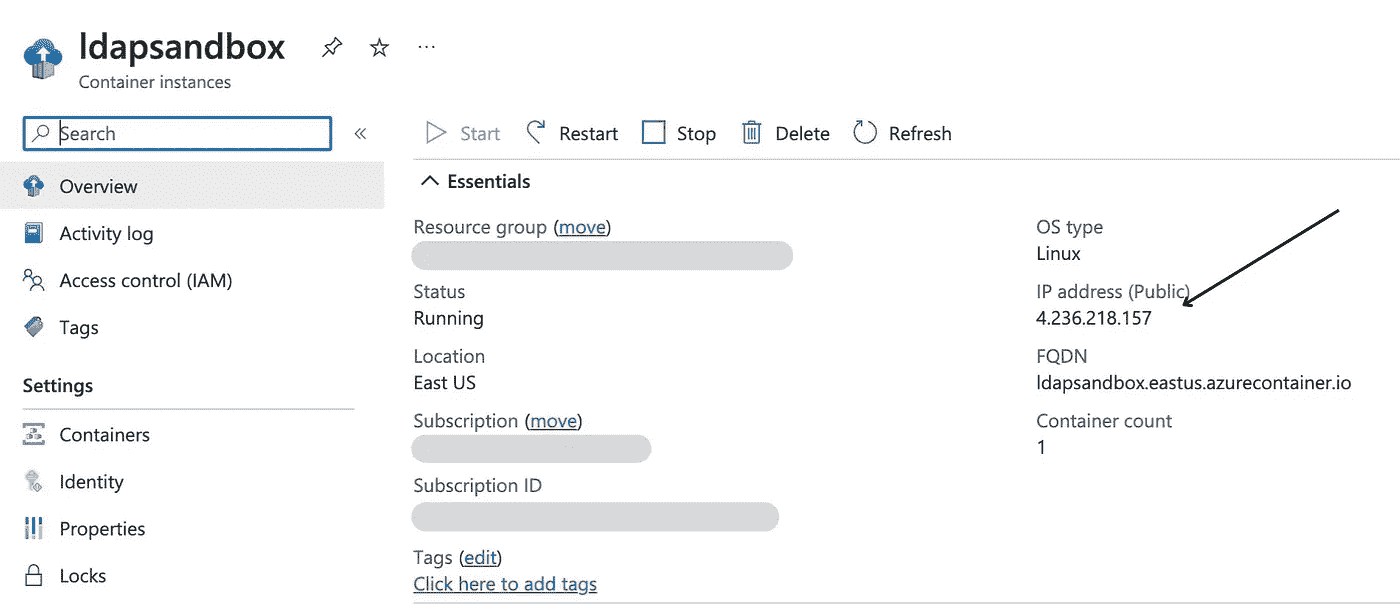 ldapsandbox
Container instances
Search
Start Restart Stop Delete Refresh
Overview
Activity log
Access control (IAM)
Tags
Settings
Containers
Identity
Properties
Locks
Essentials
Resource group (move)
Status
Running
Location
East US
Subscription (move)
Subscription ID
Tags (edit)
Click here to add tags
OS type
Linux
IP address (Public)
4.236.218.157
FQDN
ldapsandbox.eastus.azurecontainer.io
Container count
1